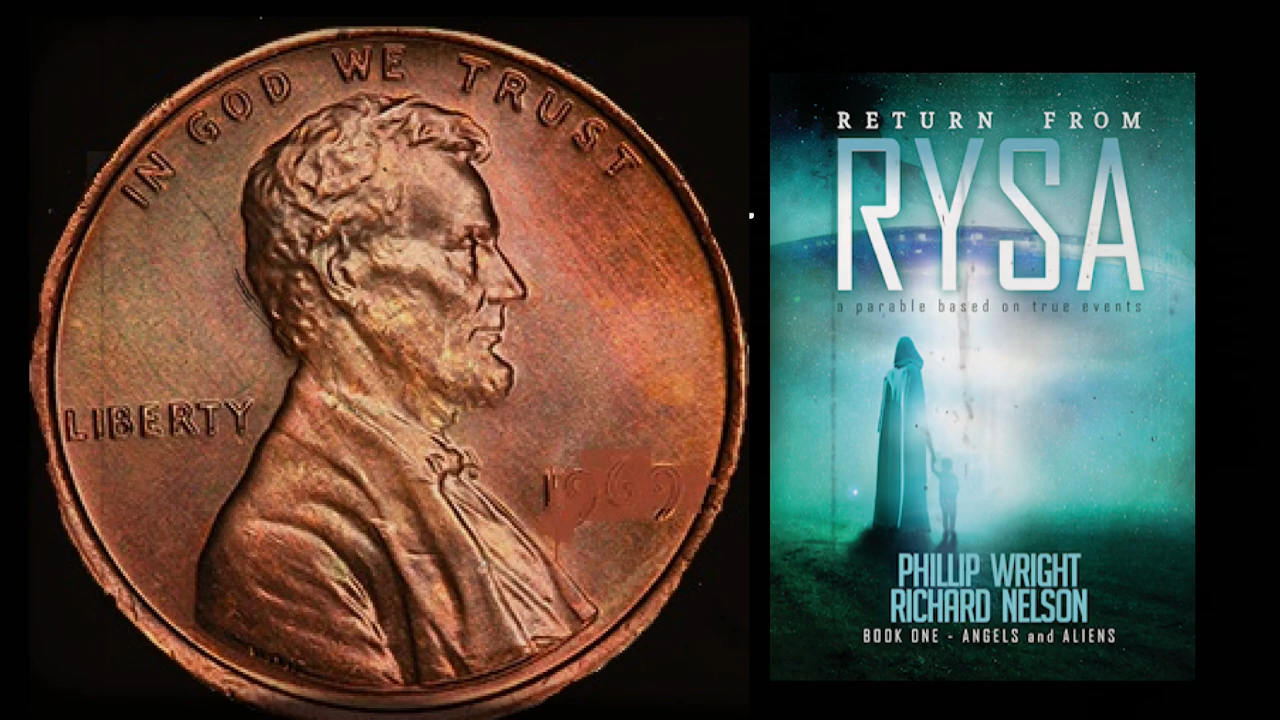 IN GOD WE TRUST
LIBERTY
1969
RETURN FROM
RYSA
a parable based on true events
PHILLIP WRIGHT
RICHARD NELSON
BOOK ONE - ANGELS and ALIENS